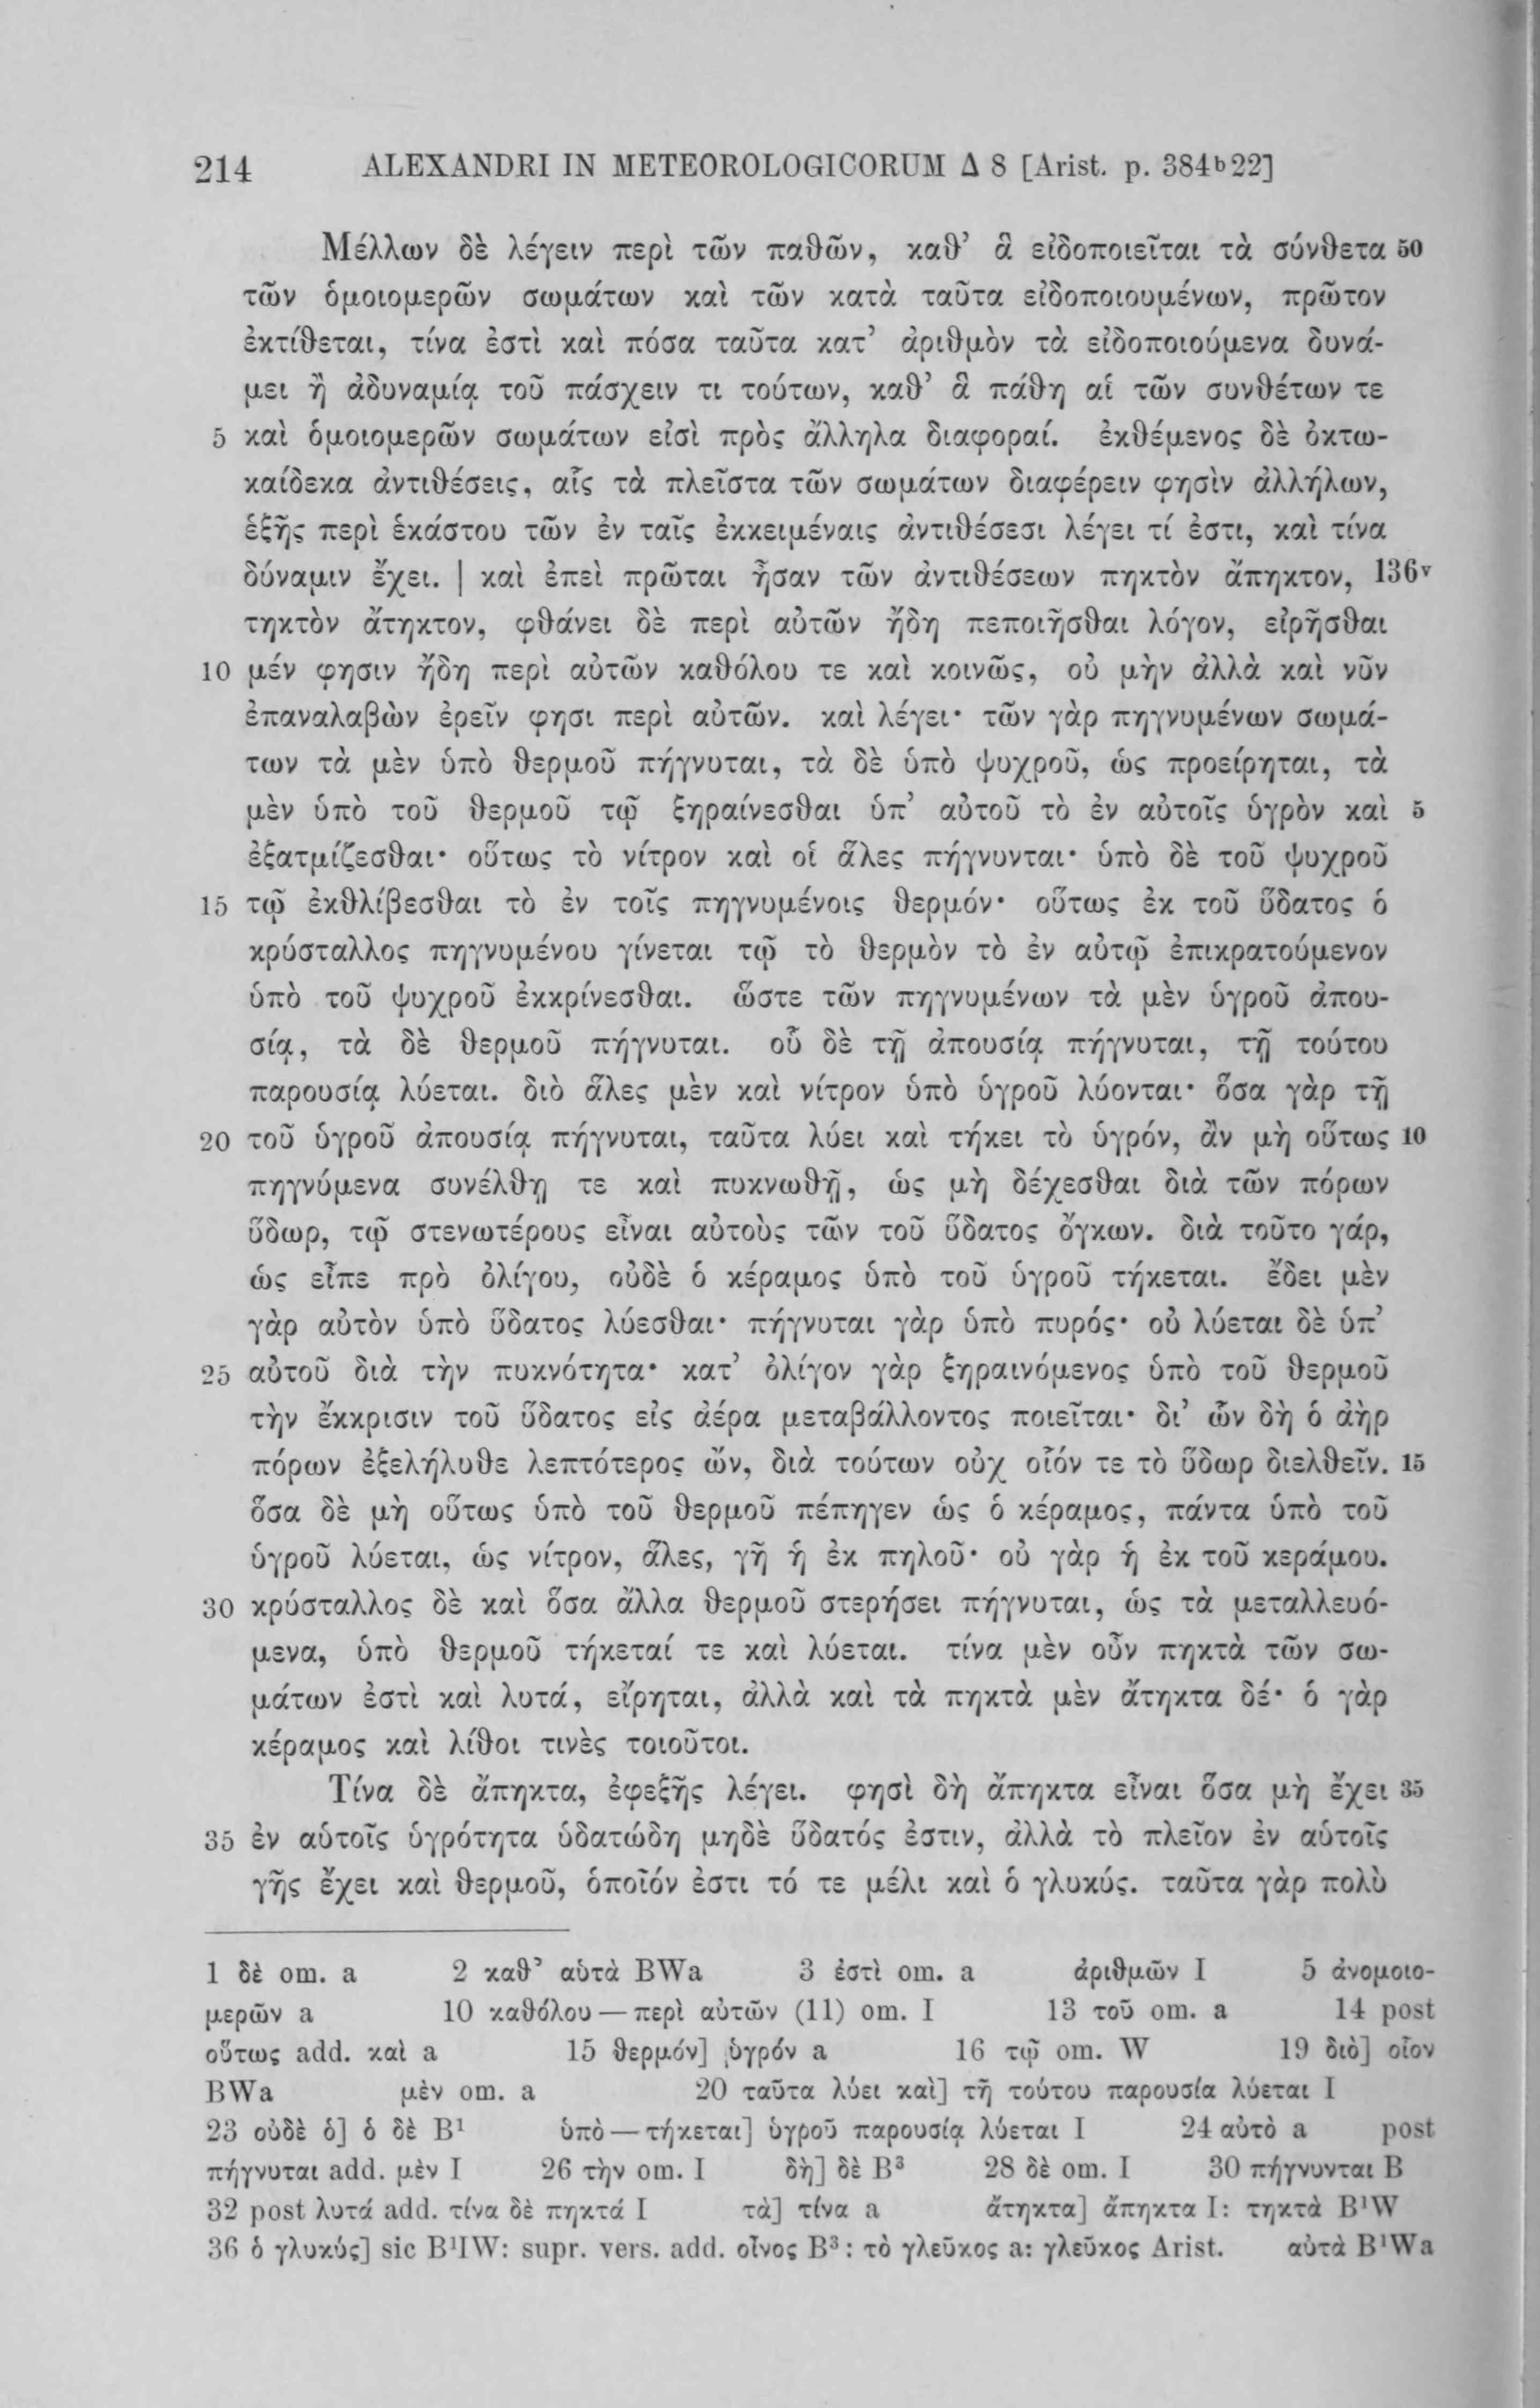 214 ALEXANDRI IN METEOROLOGICORUM Δ 8 [Arist. p. 384b22]
Μέλλων δὲ λέγειν περὶ τῶν παθῶν, καθ’ ἃ εἰδοποιεῖται τὰ σύνθετα 50
τῶν ὁμοιομερῶν σωμάτων καὶ τῶν κατὰ ταῦτα εἰδοποιουμένων, πρῶτον
ἐκτίθεται, τίνα ἐστὶ καὶ πόσα ταῦτα κατ’ ἀριθμὸν τὰ εἰδοποιούμενα δυνά-
μει ἢ ἀδυναμίᾳ τοῦ πάσχειν τι τούτων, καθ’ ἃ πάθη αἱ τῶν συνθέτων τε
5 καὶ ὁμοιομερῶν σωμάτων εἰσὶ πρὸς ἄλληλα διαφοραί. ἐκθέμενος δὲ ὀκτω-
καίδεκα ἀντιθέσεις, αἷς τὰ πλεῖστα τῶν σωμάτων διαφέρειν φησὶν ἀλλήλων,
ἑξῆς περὶ ἑκάστου τῶν ἐν ταῖς ἐκκειμέναις ἀντιθέσεσι λέγει τί ἐστι, καὶ τίνα
δύναμιν ἔχει. | καὶ ἐπεὶ πρῶται ἦσαν τῶν ἀντιθέσεων πηκτὸν ἄπηκτον, 136v
τηκτὸν ἄτηκτον, φθάνει δὲ περὶ αὐτῶν ἤδη πεποιῆσθαι λόγον, εἰρῆσθαι
10 μέν φησιν ἤδη περὶ αὐτῶν καθόλου τε καὶ κοινῶς, οὐ μὴν ἀλλὰ καὶ νῦν
ἐπαναλαβὼν ἐρεῖν φησι περὶ αὐτῶν. καὶ λέγει· τῶν γὰρ πηγνυμένων σωμά-
των τὰ μὲν ὑπὸ θερμοῦ πήγνυται, τὰ δὲ ὑπὸ ψυχροῦ, ὡς προείρηται, τὰ
μὲν ὑπὸ τοῦ θερμοῦ τῷ ξηραίνεσθαι ὑπ’ αὐτοῦ τὸ ἐν αὐτοῖς ὑγρὸν καὶ 5
ἐξατμίζεσθαι· οὕτως τὸ νίτρον καὶ οἱ ἅλες πήγνυνται· ὑπὸ δὲ τοῦ ψυχροῦ
15 τῷ ἐκθλίβεσθαι τὸ ἐν τοῖς πηγνυμένοις θερμόν· οὕτως ἐκ τοῦ ὕδατος ὁ
κρύσταλλος πηγνυμένου γίνεται τῷ τὸ θερμὸν τὸ ἐν αὐτῷ ἐπικρατούμενον
ὑπὸ τοῦ ψυχροῦ ἐκκρίνεσθαι. ὥστε τῶν πηγνυμένων τὰ μὲν ὑγροῦ ἀπου-
σίᾳ, τὰ δὲ θερμοῦ πήγνυται. οὗ δὲ τῇ ἀπουσίᾳ πήγνυται, τῇ τούτου
παρουσίᾳ λύεται. διὸ ἅλες μὲν καὶ νίτρον ὑπὸ ὑγροῦ λύονται· ὅσα γὰρ τῇ
20 τοῦ ὑγροῦ ἀπουσίᾳ πήγνυται, ταῦτα λύει καὶ τήκει τὸ ὑγρόν, ἂν μὴ οὕτως 10
πηγνύμενα συνέλθῃ τε καὶ πυκνωθῇ, ὡς μὴ δέχεσθαι διὰ τῶν πόρων
ὕδωρ, τῷ στενωτέρους εἶναι αὐτοὺς τῶν τοῦ ὕδατος ὄγκων. διὰ τοῦτο γάρ,
ὡς εἶπε πρὸ ὀλίγου, οὐδὲ ὁ κέραμος ὑπὸ τοῦ ὑγροῦ τήκεται. ἔδει μὲν
γὰρ αὐτὸν ὑπὸ ὕδατος λύεσθαι· πήγνυται γὰρ ὑπὸ πυρός· οὐ λύεται δὲ ὑπ’
25 αὐτοῦ διὰ τὴν πυκνότητα· κατ’ ὀλίγον γὰρ ξηραινόμενος ὑπὸ τοῦ θερμοῦ
τὴν ἔκκρισιν τοῦ ὕδατος εἰς ἀέρα μεταβάλλοντος ποιεῖται· δι’ ὧν δὴ ὁ ἀὴρ
πόρων ἐξελήλυθε λεπτότερος ὤν, διὰ τούτων οὐχ οἷόν τε τὸ ὕδωρ διελθεῖν. 15
ὅσα δὲ μὴ οὕτως ὑπὸ τοῦ θερμοῦ πέπηγεν ὡς ὁ κέραμος, πάντα ὑπὸ τοῦ
ὑγροῦ λύεται, ὡς νίτρον, ἅλες, γῆ ἡ ἐκ πηλοῦ· οὐ γὰρ ἡ ἐκ τοῦ κεράμου.
30 κρύσταλλος δὲ καὶ ὅσα ἄλλα θερμοῦ στερήσει πήγνυται, ὡς τὰ μεταλλευό-
μενα, ὑπὸ θερμοῦ τήκεταί τε καὶ λύεται. τίνα μὲν οὖν πηκτὰ τῶν σω-
μάτων ἐστὶ καὶ λυτά, εἴρηται, ἀλλὰ καὶ τὰ πηκτὰ μὲν ἄτηκτα δέ· ὁ γὰρ
κέραμος καὶ λίθοι τινὲς τοιοῦτοι.
Τίνα δὲ ἄπηκτα, ἐφεξῆς λέγει. φησὶ δὴ ἄπηκτα εἶναι ὅσα μὴ ἔχει 35
35 ἐν αὑτοῖς ὑγρότητα ὑδατώδη μηδὲ ὕδατός ἐστιν, ἀλλὰ τὸ πλεῖον ἐν αὑτοῖς
γῆς ἔχει καὶ θερμοῦ, ὁποῖόν ἐστι τό τε μέλι καὶ ὁ γλυκύς. ταῦτα γὰρ πολὺ
1 δὲ om. a 2 καθ’ αὑτὰ BWa 3 ἐστὶ om. a ἀριθμῶν I 5 ἀνομοιο-
μερῶν a 10 καθόλου — περὶ αὐτῶν (11) om. I 13 τοῦ om. a 14 post
οὕτως add. καὶ a 15 θερμόν] ὑγρόν a 16 τῷ om. W 19 διὸ] οἷον
BWa μὲν om. a 20 ταῦτα λύει καὶ] τῇ τούτου παρουσία λύεται I
23 οὐδὲ ὁ] ὁ δὲ B¹ ὑπὸ — τήκεται] ὑγροῦ παρουσίᾳ λύεται I 24 αὐτὸ a post
πήγνυται add. μὲν I 26 τὴν om. I δὴ] δὲ B³ 28 δὲ om. I 30 πήγνυνται B
32 post λυτά add. τίνα δὲ πηκτά I τὰ] τίνα a ἄτηκτα] ἄπηκτα I: τηκτὰ B¹W
36 ὁ γλυκύς] sic B¹IW: supr. vers. add. οἶνος B³: τὸ γλεῦκος a: γλεῦκος Arist. αὐτὰ B¹Wa